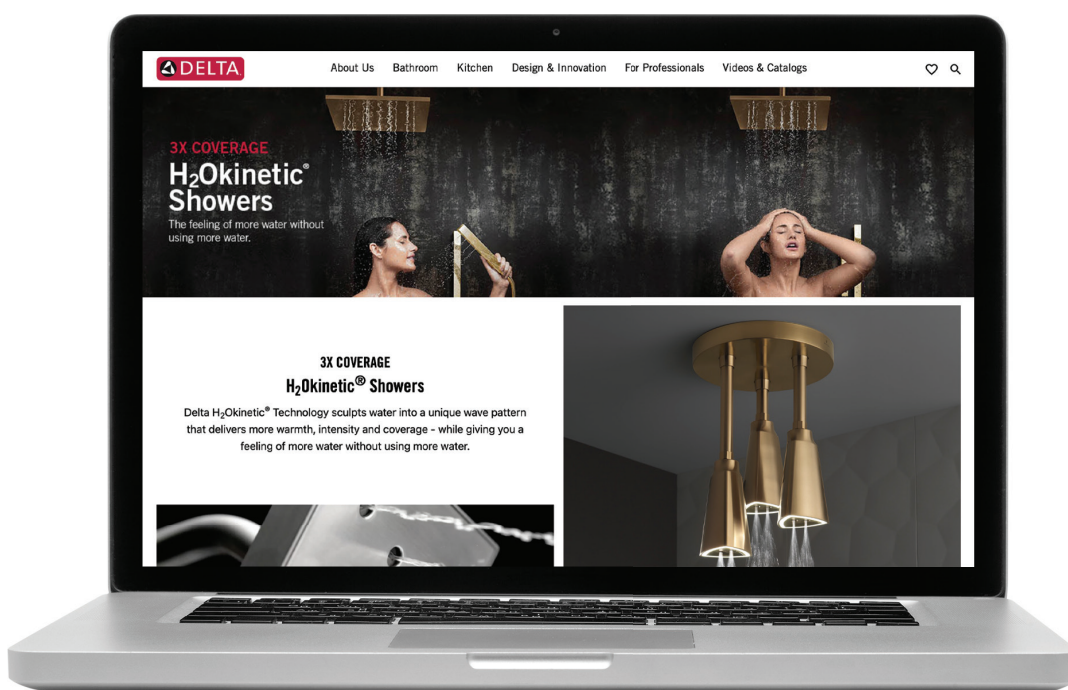 DELTA
About Us Bathroom Kitchen Design & Innovation For Professionals Videos & Catalogs
3X COVERAGE
H₂Okinetic®
Showers
The feeling of more water without
using more water.
3X COVERAGE
H₂Okinetic® Showers
Delta H₂Okinetic® Technology sculpts water into a unique wave pattern
that delivers more warmth, intensity and coverage - while giving you a
feeling of more water without using more water.